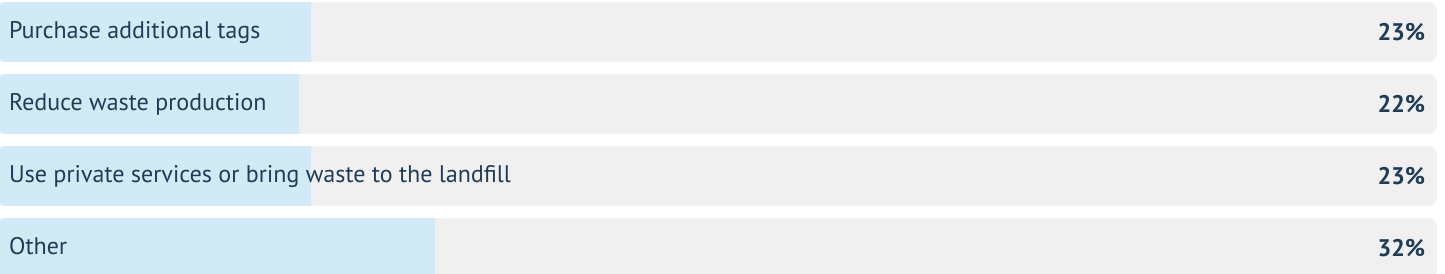 Purchase additional tags 23%
Reduce waste production 22%
Use private services or bring waste to the landfill 23%
Other 32%